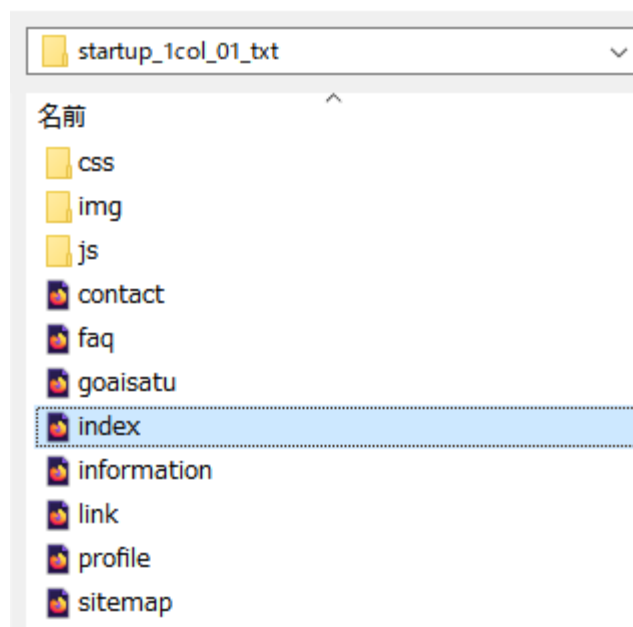 startup_1col_01_txt
名前
css
img
js
contact
faq
goaisatu
index
information
link
profile
sitemap